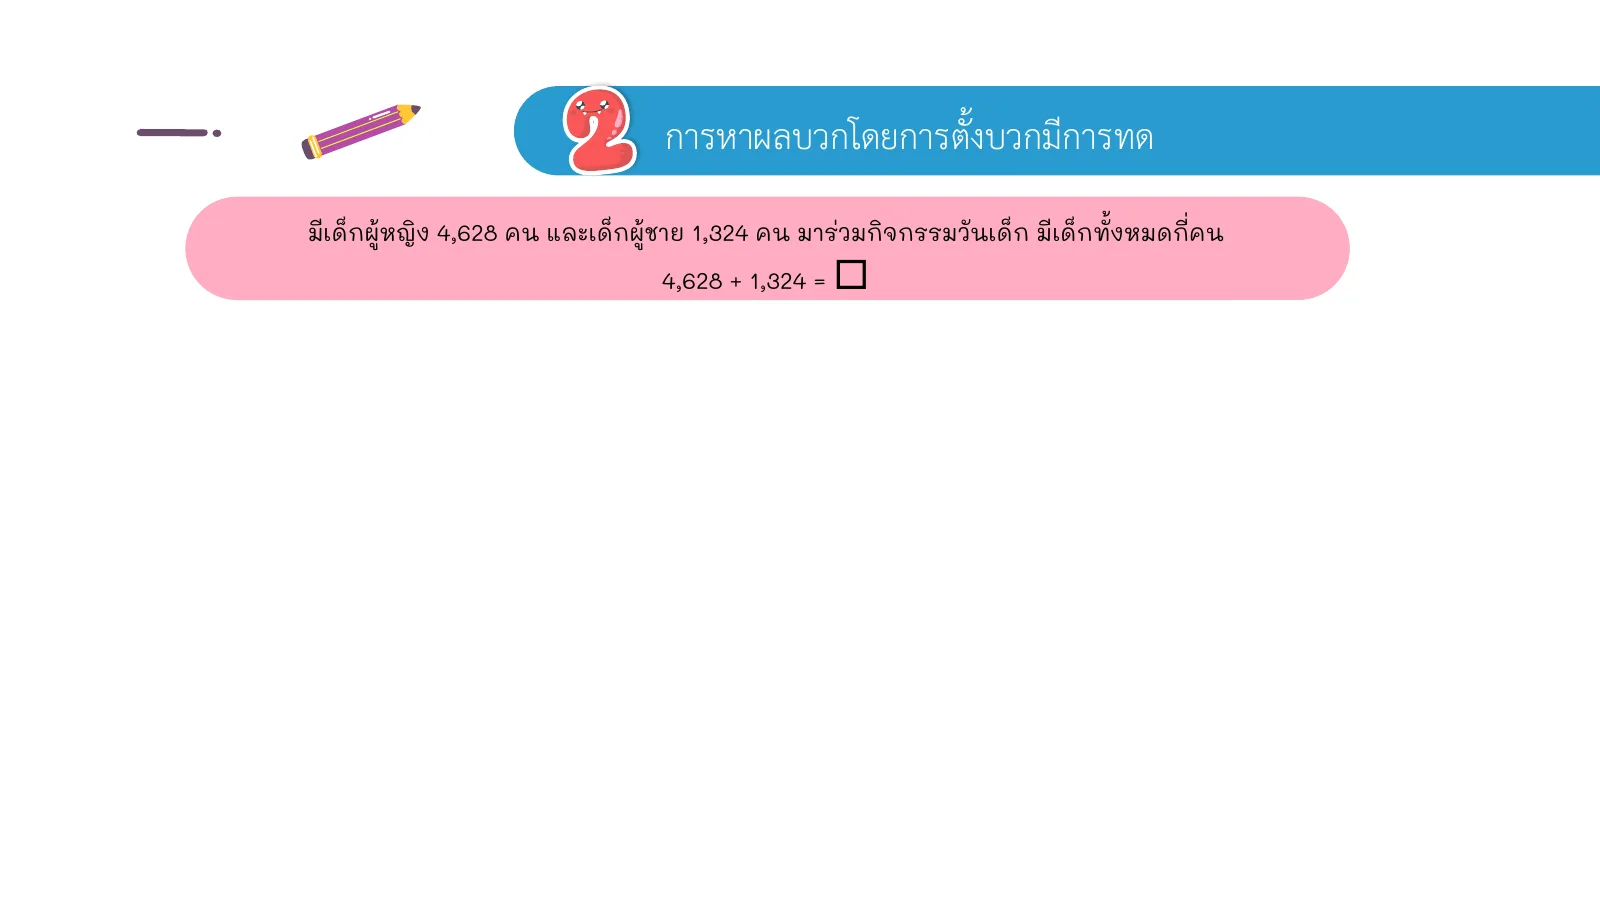 2 การหาผลบวกโดยการตั้งบวกมีการทด
มีเด็กผู้หญิง 4,628 คน และเด็กผู้ชาย 1,324 คน มาร่วมกิจกรรมวันเด็ก มีเด็กทั้งหมดกี่คน
4,628 + 1,324 = □